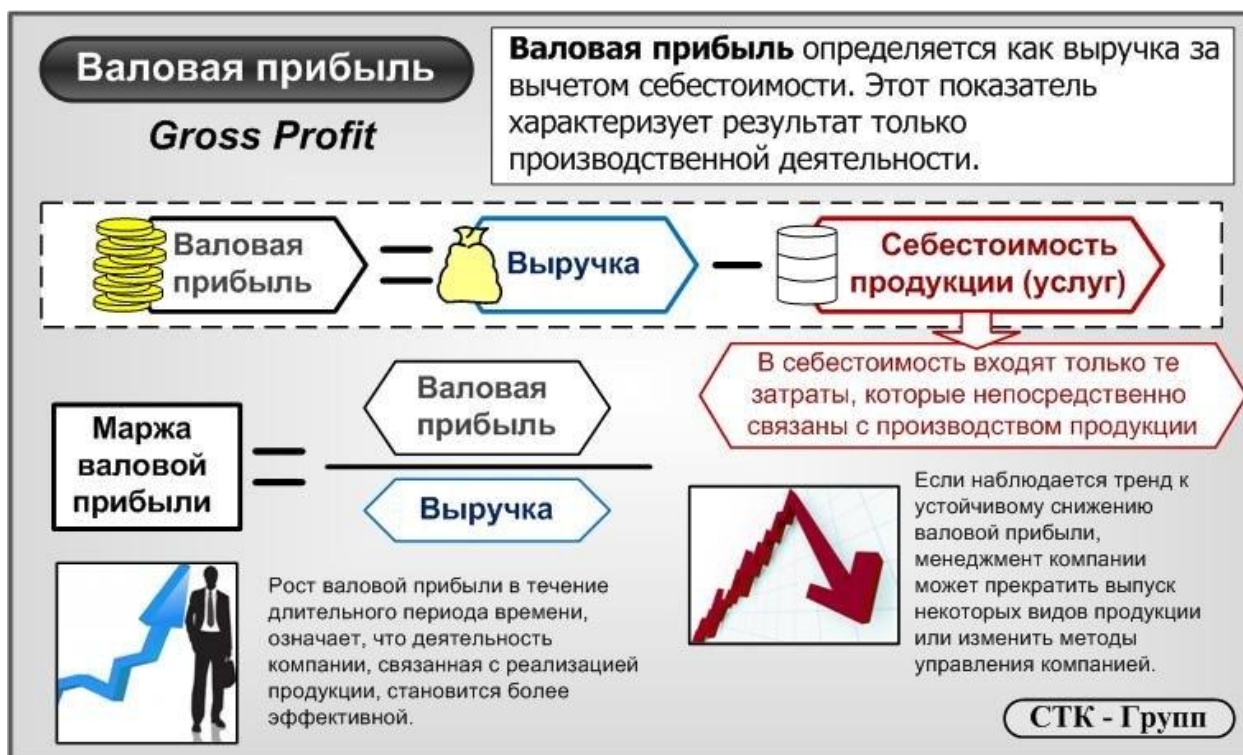 Валовая прибыль
Gross Profit
Валовая прибыль определяется как выручка за
вычетом себестоимости. Этот показатель
характеризует результат только
производственной деятельности.
Валовая
прибыль
=
Выручка
–
Себестоимость
продукции (услуг)
В себестоимость входят только те
затраты, которые непосредственно
связаны с производством продукции
Маржа
валовой
прибыли
=
Валовая
прибыль
Выручка
Рост валовой прибыли в течение
длительного периода времени,
означает, что деятельность
компании, связанная с реализацией
продукции, становится более
эффективной.
Если наблюдается тренд к
устойчивому снижению
валовой прибыли,
менеджмент компании
может прекратить выпуск
некоторых видов продукции
или изменить методы
управления компанией.
СТК - Групп